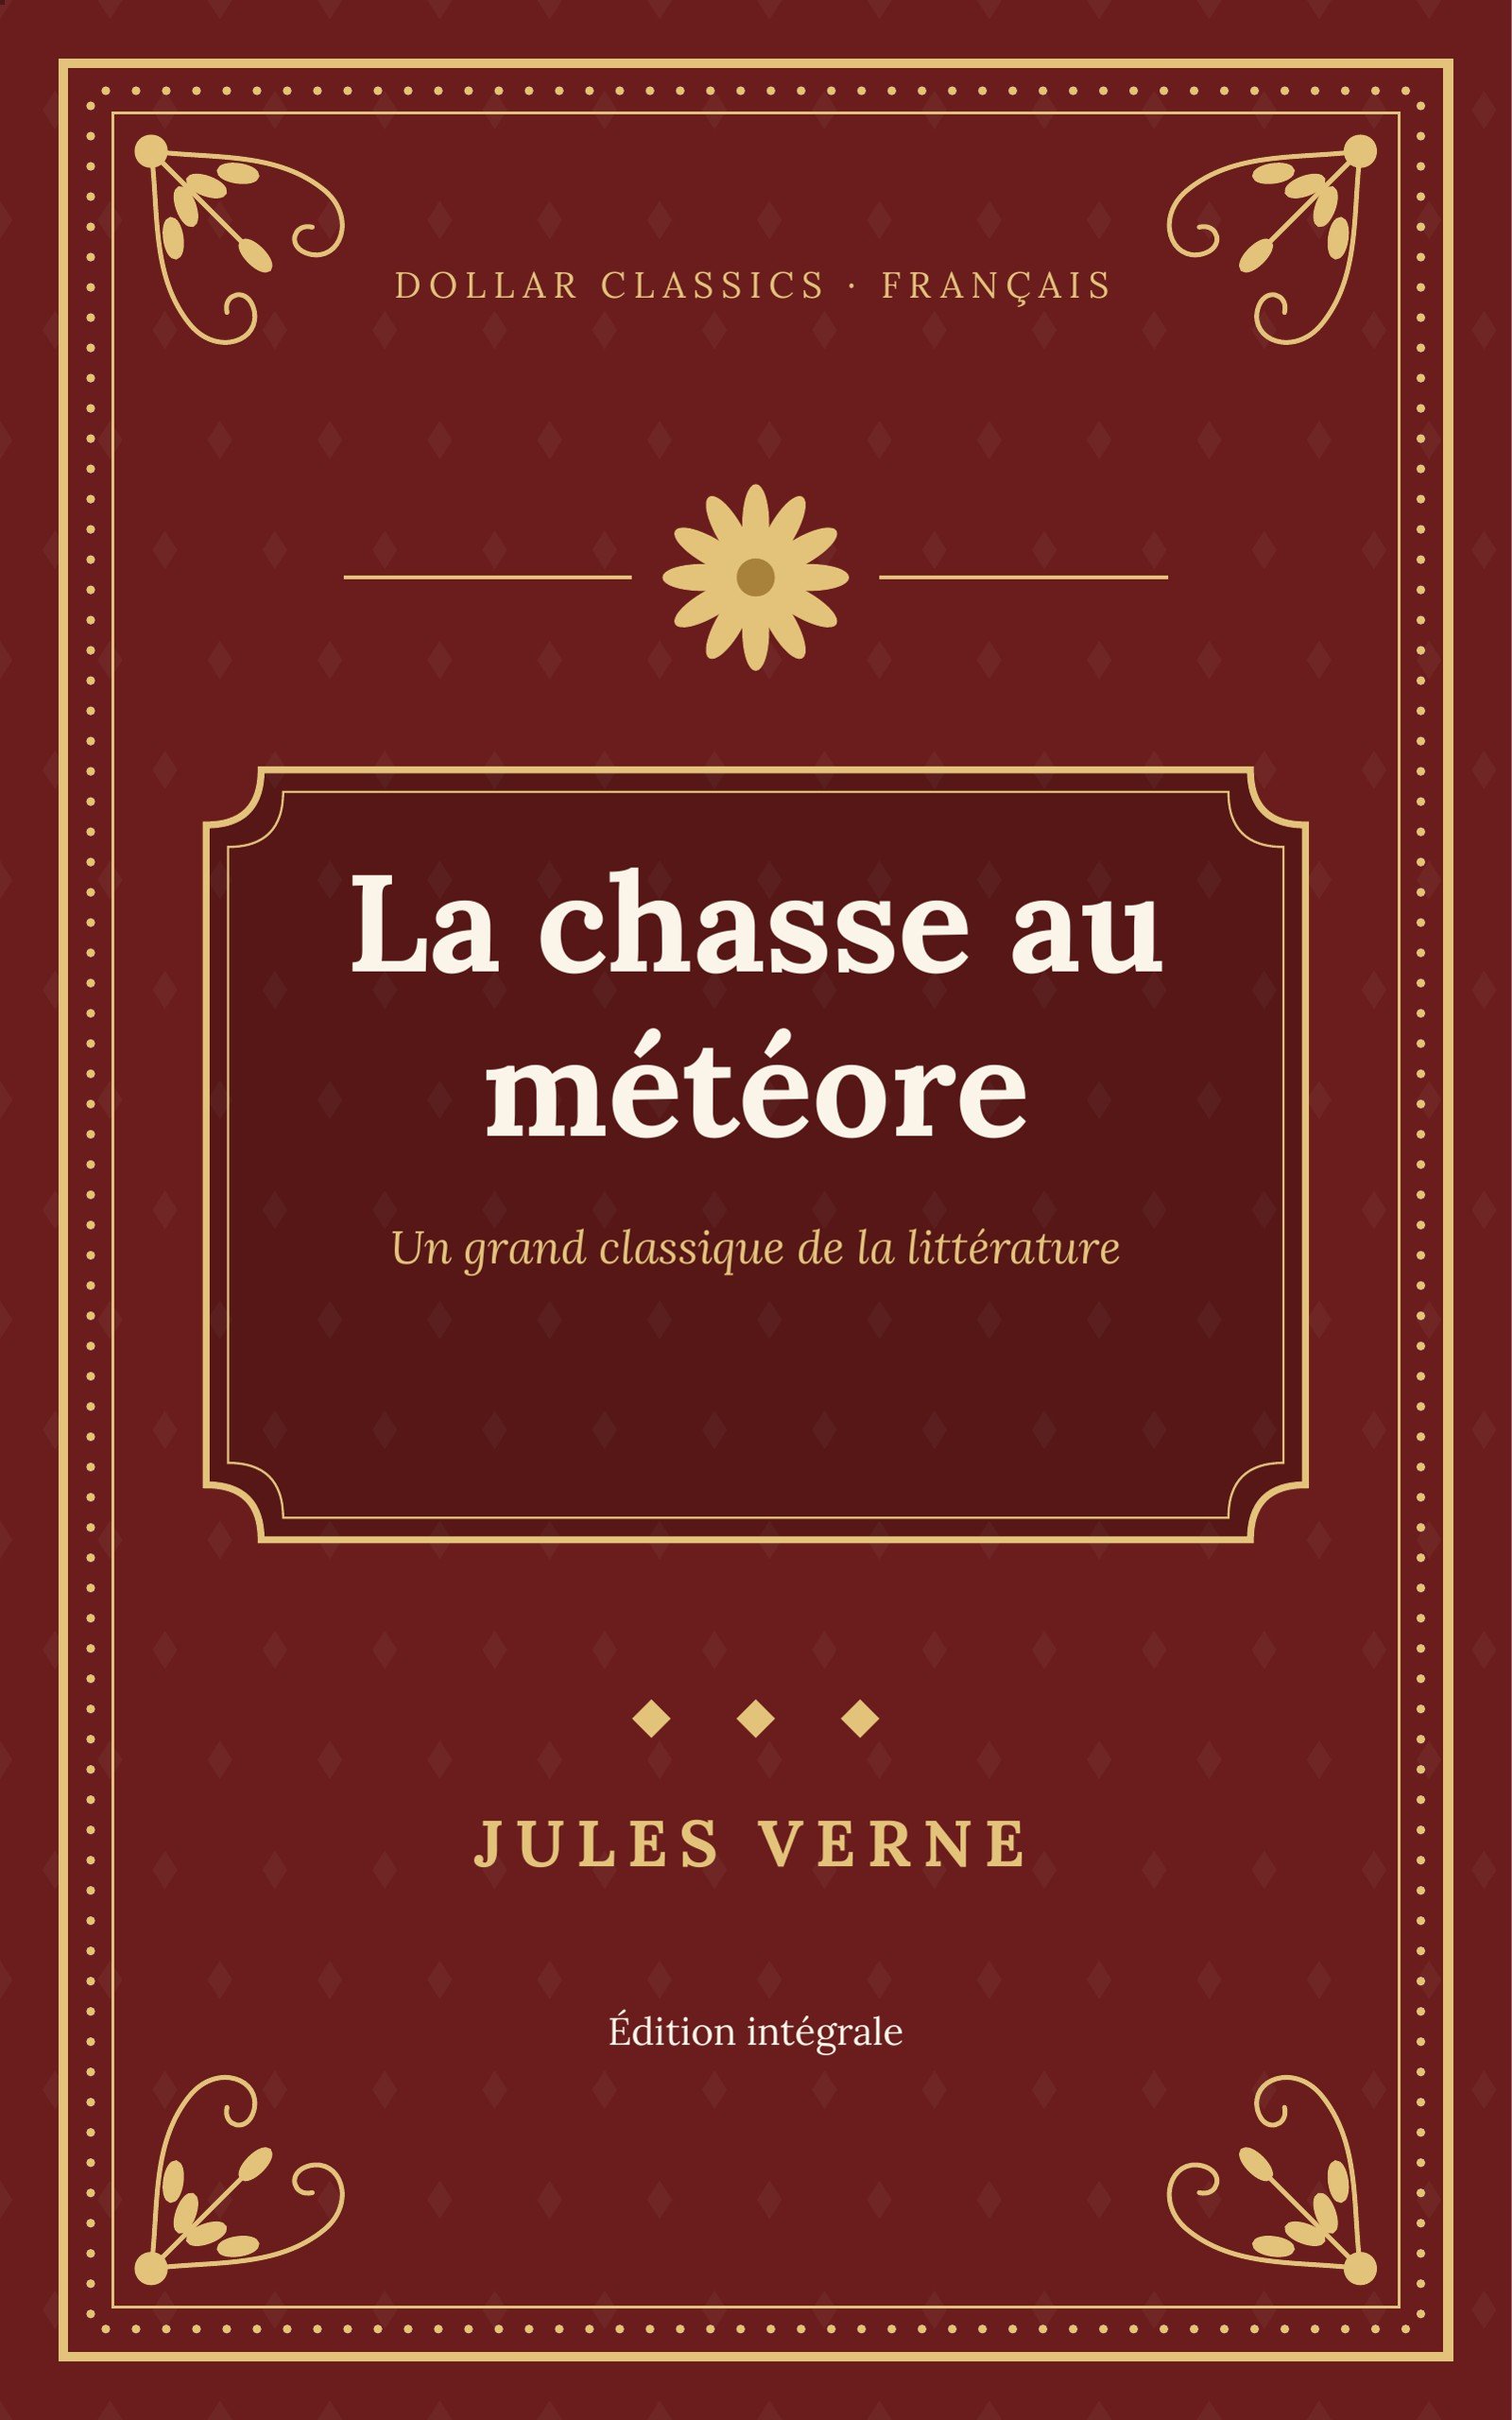 DOLLAR CLASSICS · FRANÇAIS
La chasse au
météore
Un grand classique de la littérature
JULES VERNE
Édition intégrale